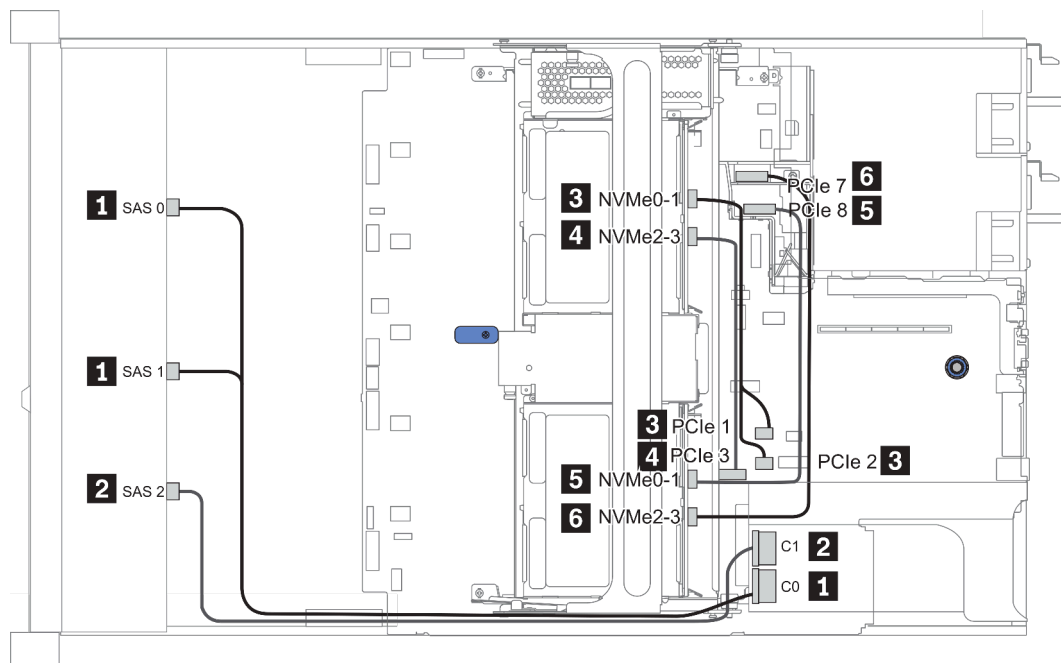 1 SAS 0
1 SAS 1
2 SAS 2
3 NVMe0-1
4 NVMe2-3
PCIe 7 6
PCIe 8 5
3 PCIe 1
4 PCIe 3
PCIe 2 3
5 NVMe0-1
6 NVMe2-3
C1 2
C0 1